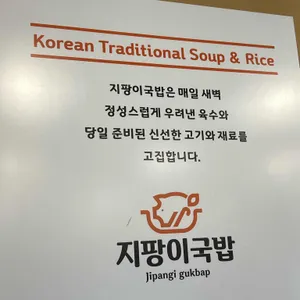 Korean Traditional Soup & Rice
지팡이국밥은 매일 새벽
정성스럽게 우려낸 육수와
당일 준비된 신선한 고기와 재료를
고집합니다.
지팡이국밥
Jipangi gukbap